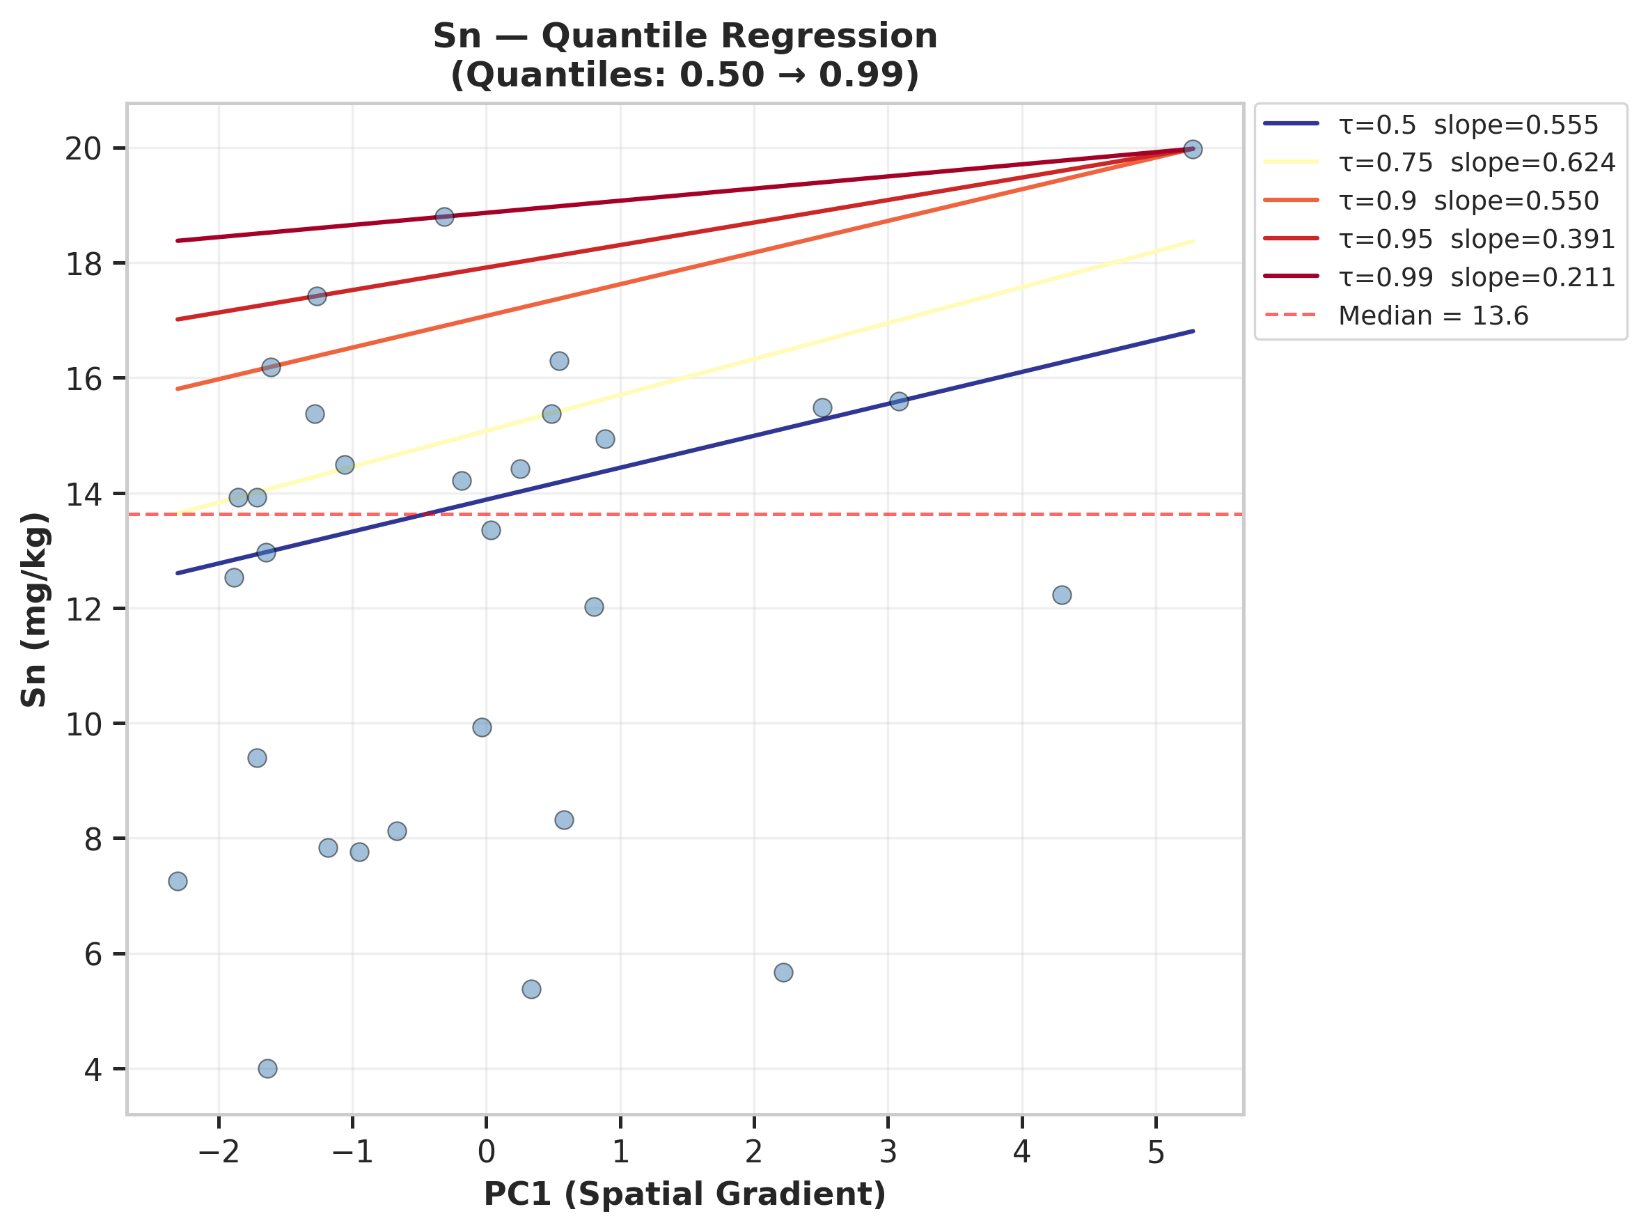 Sn — Quantile Regression
(Quantiles: 0.50 → 0.99)
τ=0.5  slope=0.555
τ=0.75  slope=0.624
τ=0.9  slope=0.550
τ=0.95  slope=0.391
τ=0.99  slope=0.211
Median = 13.6
Sn (mg/kg)
20
18
16
14
12
10
8
6
4
−2 −1 0 1 2 3 4 5
PC1 (Spatial Gradient)